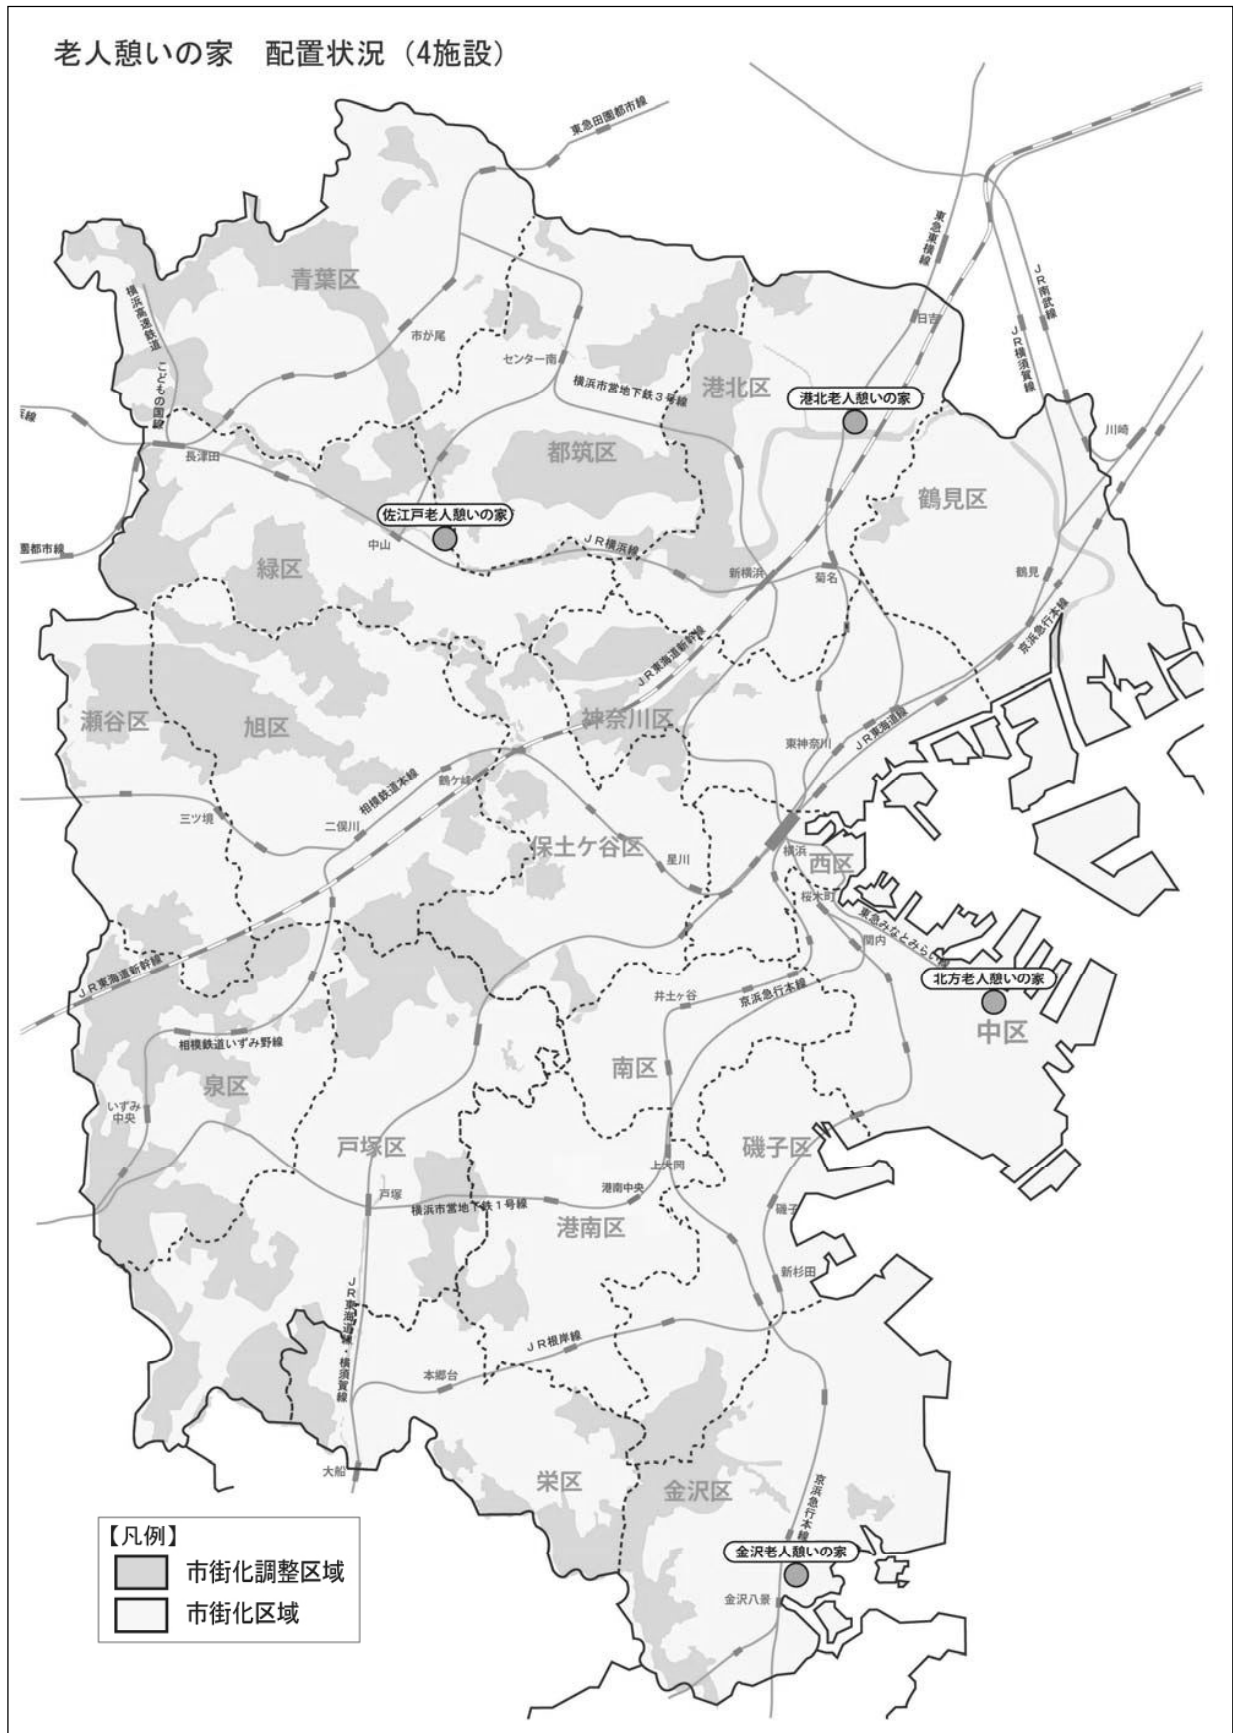 老人憩いの家　配置状況（4施設）
東急田園都市線
東急東横線
JR南武線
JR横須賀線
青葉区
横浜高速鉄道　こどもの国線
市が尾
日吉
センター南
横浜市営地下鉄3号線
港北区
港北老人憩いの家
浜線
川崎
長津田
都筑区
鶴見区
佐江戸老人憩いの家
中山
JR横浜線
園都市線
緑区
新横浜
菊名
鶴見
京浜急行本線
JR東海道新幹線
瀬谷区
旭区
神奈川区
東神奈川
JR東海道線
鶴ケ峰
相模鉄道本線
三ツ境
二俣川
保土ケ谷区
星川
横浜
西区
桜木町
東急みなとみらい線
関内
JR東海道新幹線
北方老人憩いの家
井土ケ谷
京浜急行本線
中区
相模鉄道いずみ野線
南区
泉区
いずみ
中央
戸塚区
磯子区
上大岡
戸塚
港南中央
横浜市営地下鉄1号線
磯子
港南区
新杉田
JR東海道線・横須賀線
JR根岸線
本郷台
大船
栄区
金沢区
京浜急行本線
【凡例】
市街化調整区域
市街化区域
金沢老人憩いの家
金沢八景